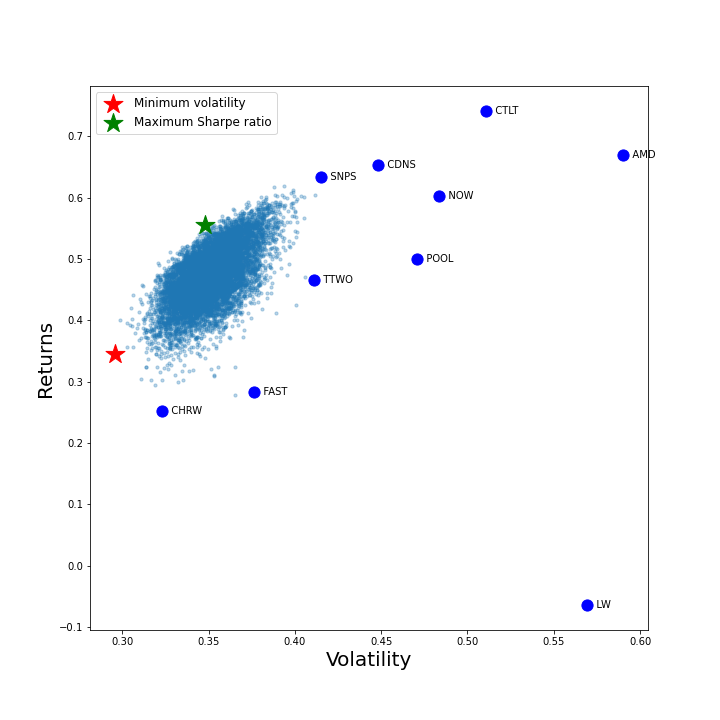 Minimum volatility
Maximum Sharpe ratio
CTLT
AMD
CDNS
SNPS
NOW
POOL
TTWO
FAST
CHRW
LW
0.7
0.6
0.5
0.4
0.3
0.2
0.1
0.0
−0.1
Returns
0.30
0.35
0.40
0.45
0.50
0.55
0.60
Volatility